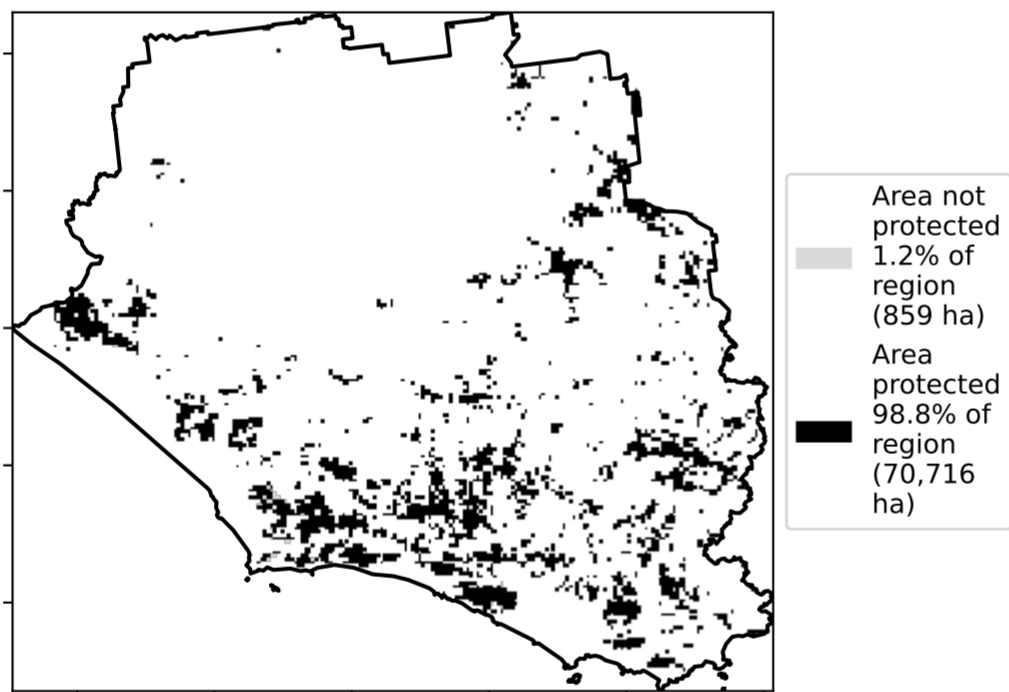 Area not
protected
1.2% of
region
(859 ha)
Area
protected
98.8% of
region
(70,716
ha)